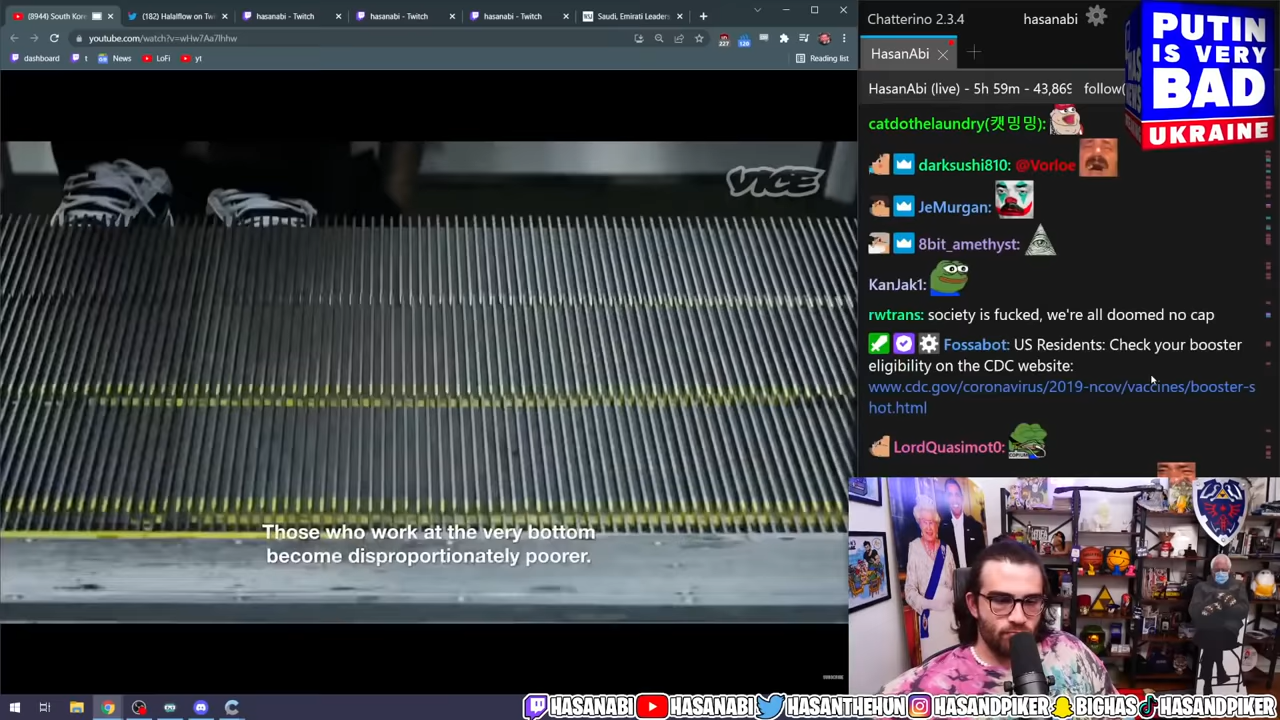 (8944) South Kore
(182) Halalflow on Tw
hasanabi - Twitch
hasanabi - Twitch
hasanabi - Twitch
Saudi, Emirati Leaders
youtube.com/watch?v=wHw7Aa7lhhw
227
120
dashboard
t
News
LoFi
yt
Reading list
VICE
Those who work at the very bottom
become disproportionately poorer.
SUBSCRIBE
Chatterino 2.3.4
hasanabi
HasanAbi
HasanAbi (live) - 5h 59m - 43,869
follow(
PUTIN
IS VERY
BAD
UKRAINE
catdothelaundry(캣밍밍):
darksushi810: @Vorloe
JeMurgan:
8bit_amethyst:
KanJak1:
rwtrans: society is fucked, we're all doomed no cap
Fossabot: US Residents: Check your booster
eligibility on the CDC website:
www.cdc.gov/coronavirus/2019-ncov/vaccines/booster-s
hot.html
LordQuasimot0:
HASANABI HASANABI HASANTHEHUN HASANDPIKER BIGHAS HASANDPIKER